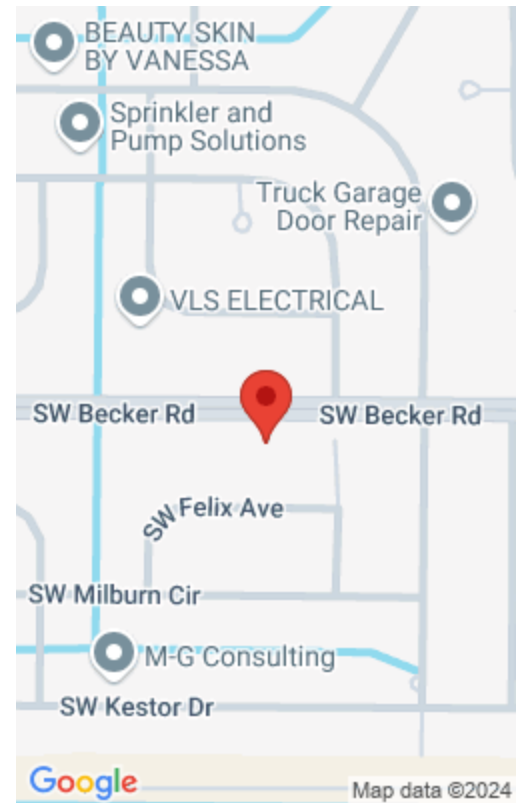 BEAUTY SKIN
BY VANESSA
Sprinkler and
Pump Solutions
Truck Garage
Door Repair
VLS ELECTRICAL
SW Becker Rd
SW Becker Rd
SW Felix Ave
SW Milburn Cir
M-G Consulting
SW Kestor Dr
Google
Map data ©2024